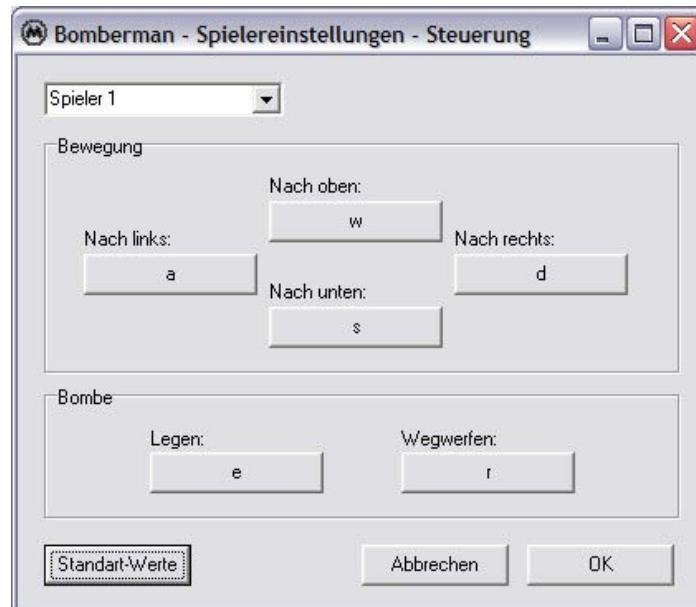 Bomberman - Spielereinstellungen - Steuerung
Spieler 1
Bewegung
Nach oben:
w
Nach links:
a
Nach rechts:
d
Nach unten:
s
Bombe
Legen:
e
Wegwerfen:
r
Standart-Werte
Abbrechen
OK